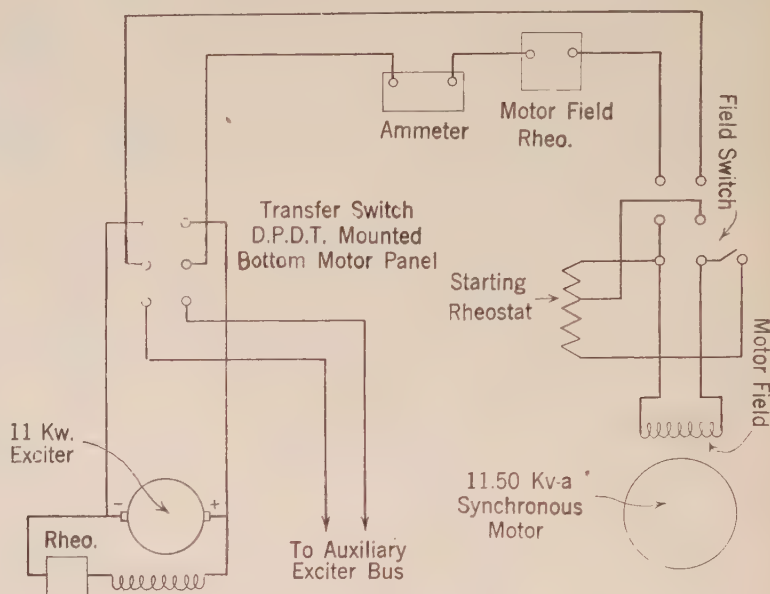 Ammeter
Motor Field
Rheo.
Field Switch
Transfer Switch
D.P.D.T. Mounted
Bottom Motor Panel
Starting
Rheostat
Motor Field
11 Kw.
Exciter
- +
Rheo.
To Auxiliary
Exciter Bus
11.50 Kv-a
Synchronous
Motor